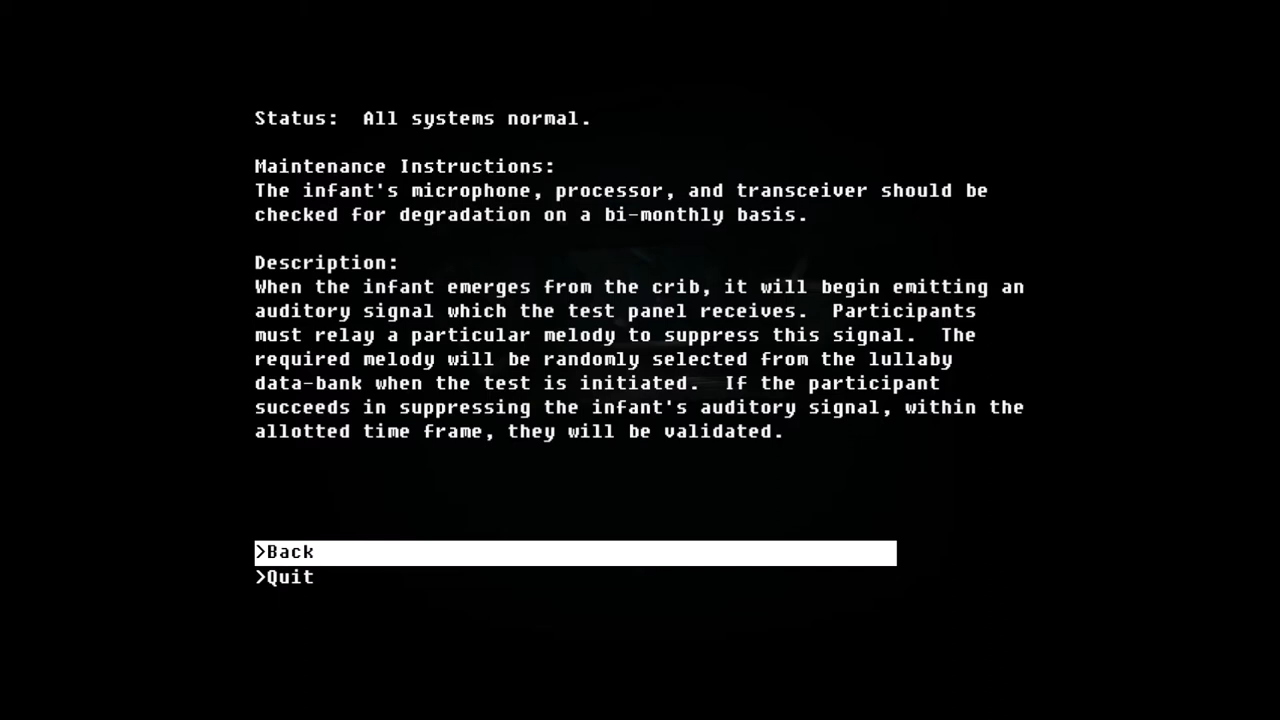 Status:  All systems normal.
Maintenance Instructions:
The infant's microphone, processor, and transceiver should be
checked for degradation on a bi-monthly basis.
Description:
When the infant emerges from the crib, it will begin emitting an
auditory signal which the test panel receives.  Participants
must relay a particular melody to suppress this signal.  The
required melody will be randomly selected from the lullaby
data-bank when the test is initiated.  If the participant
succeeds in suppressing the infant's auditory signal, within the
allotted time frame, they will be validated.
>Back
>Quit